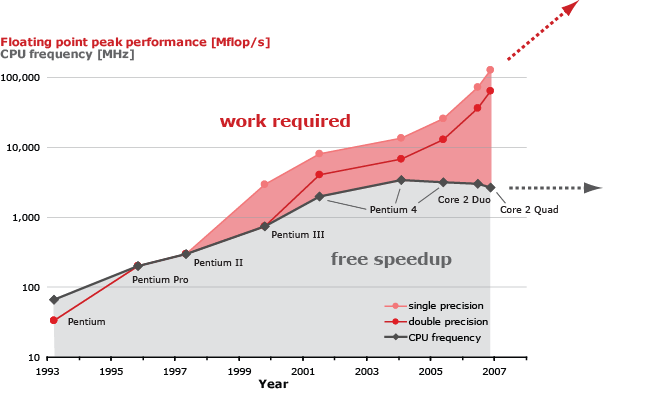 Floating point peak performance [Mflop/s]
CPU frequency [MHz]
100,000
work required
10,000
Pentium 4
Core 2 Duo
Core 2 Quad
1,000
Pentium III
free speedup
Pentium II
Pentium Pro
100
single precision
Pentium
double precision
CPU frequency
10
1993 1995 1997 1999 2001 2003 2005 2007
Year